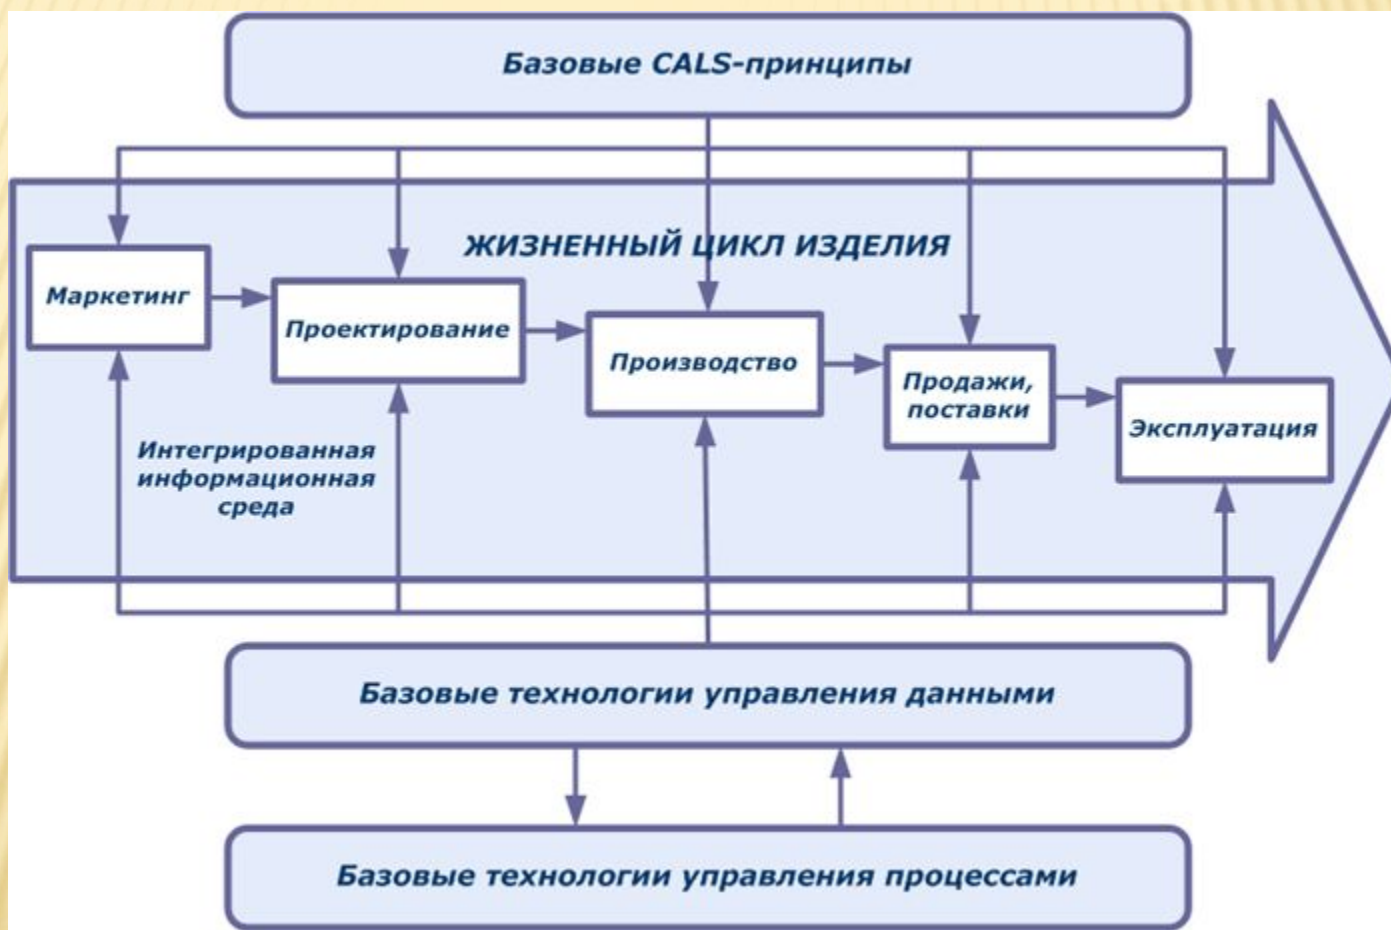 Базовые CALS-принципы
ЖИЗНЕННЫЙ ЦИКЛ ИЗДЕЛИЯ
Маркетинг
Проектирование
Производство
Продажи,
поставки
Эксплуатация
Интегрированная
информационная
среда
Базовые технологии управления данными
Базовые технологии управления процессами